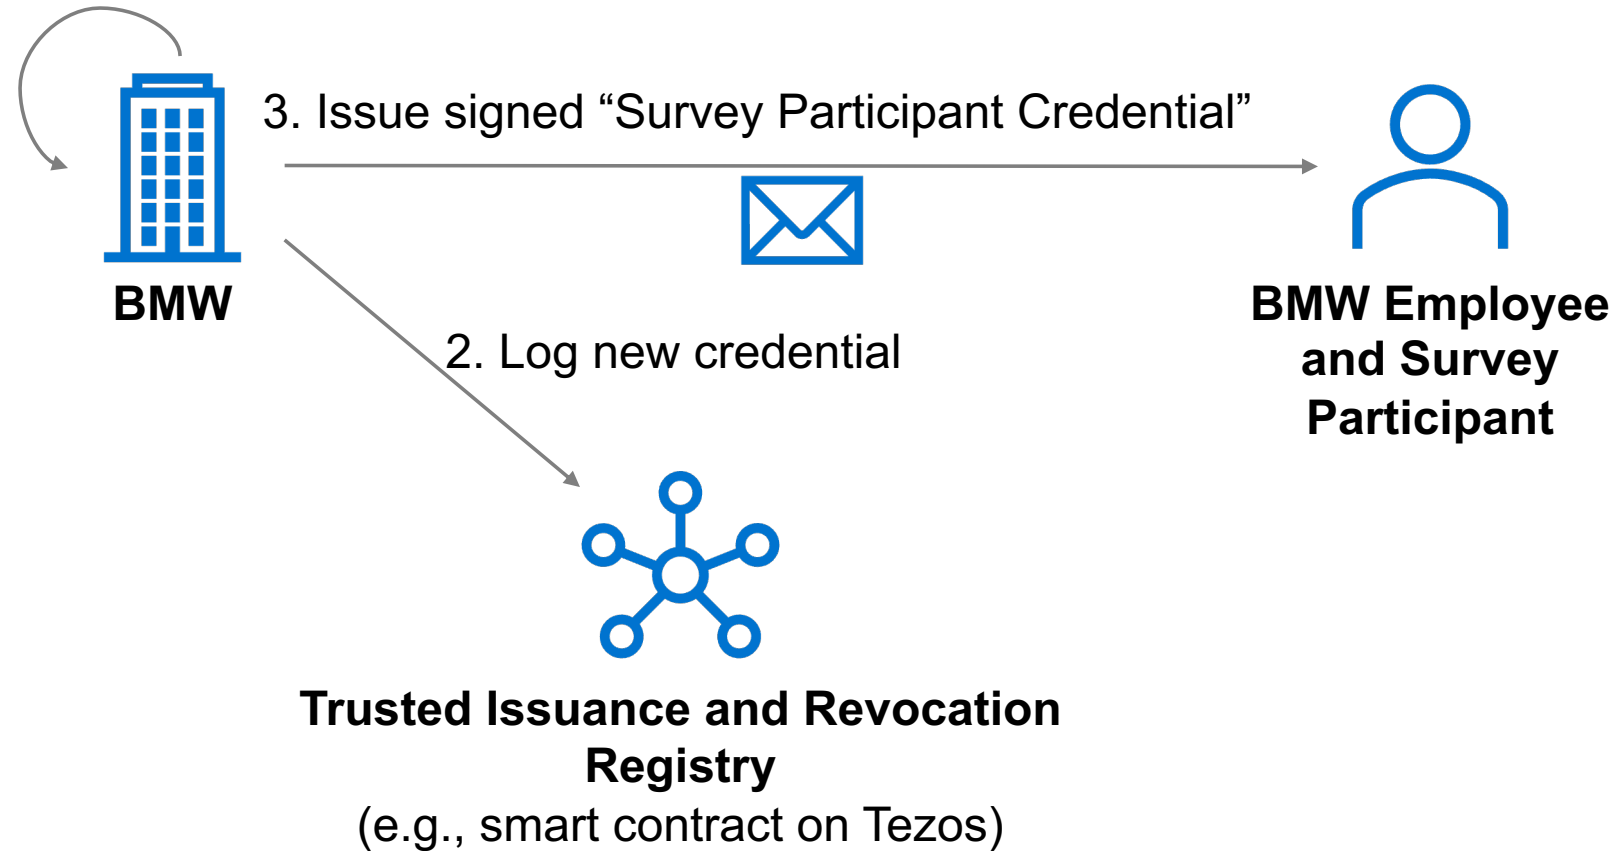 3. Issue signed “Survey Participant Credential”
BMW
2. Log new credential
BMW Employee
and Survey
Participant
Trusted Issuance and Revocation
Registry
(e.g., smart contract on Tezos)